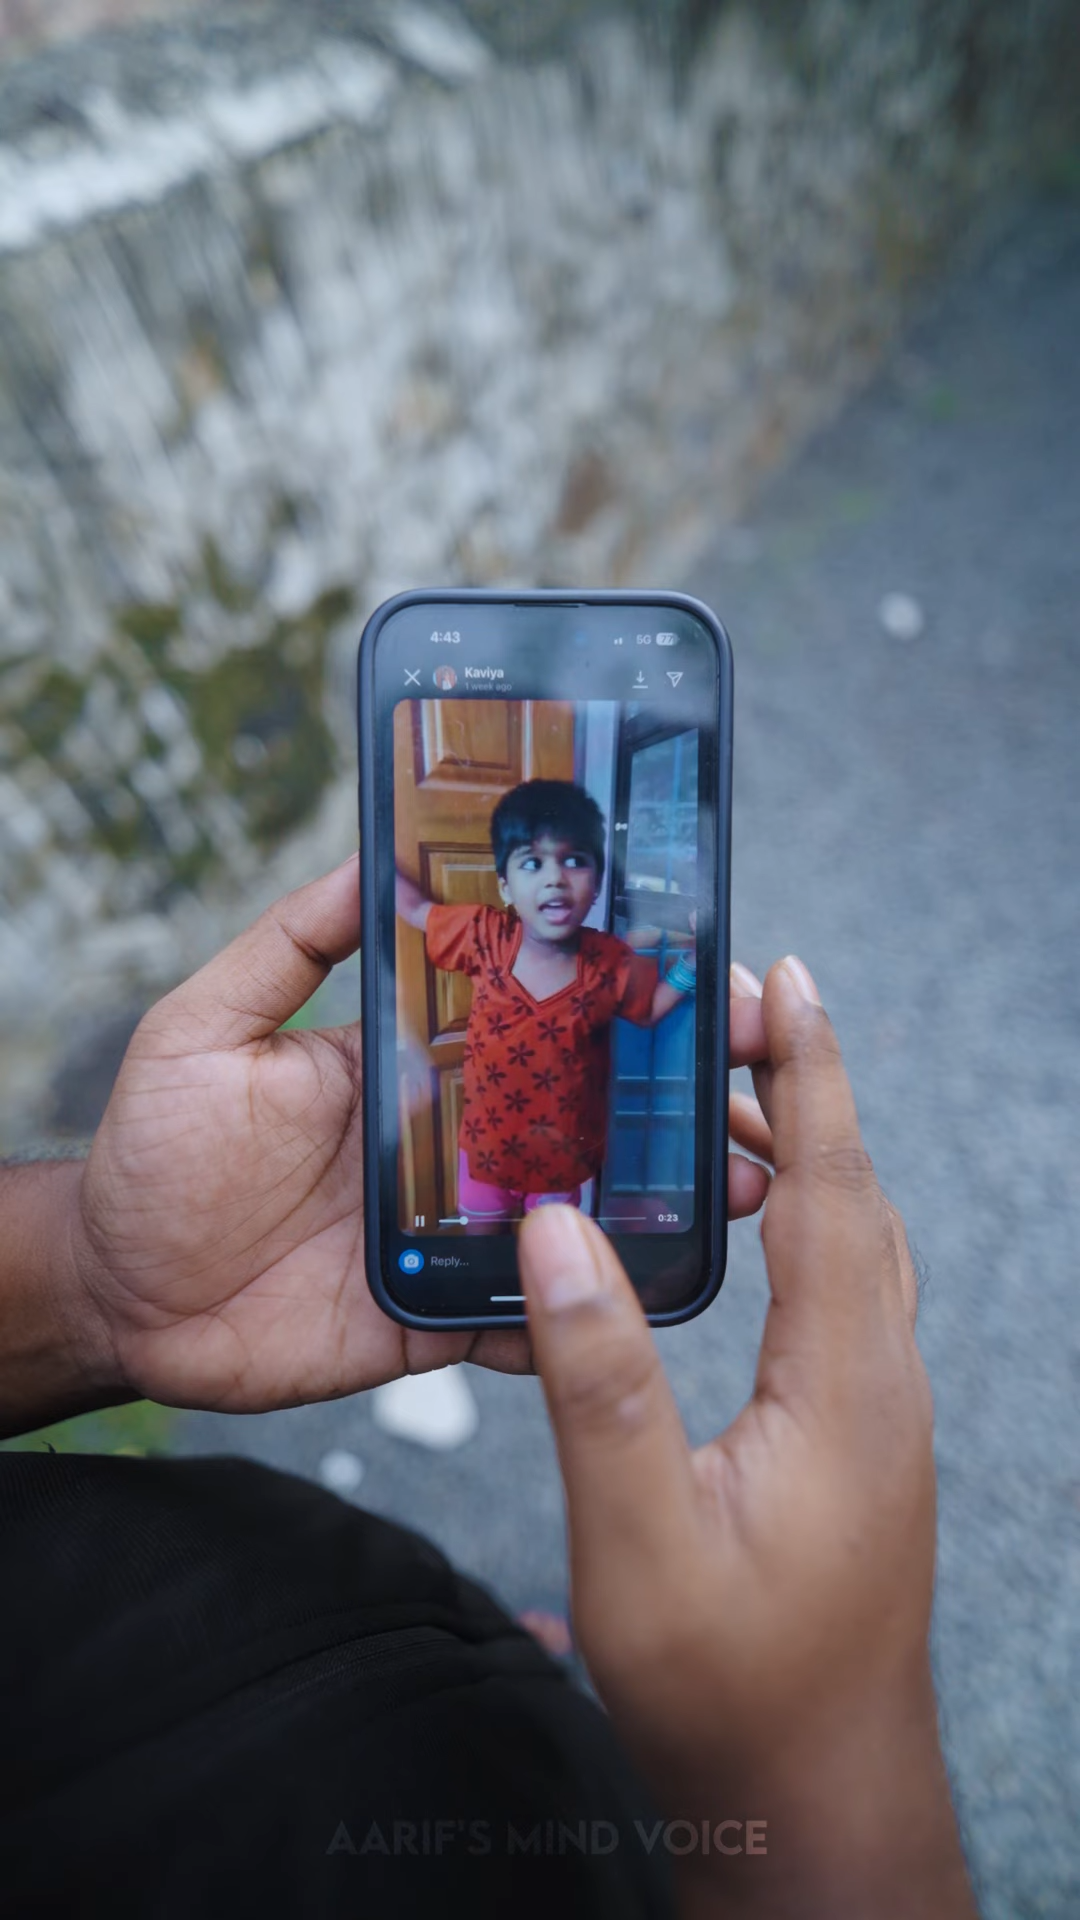 4:43
5G 77
Kaviya
1 week ago
0:23
Reply...
AARIF'S MIND VOICE